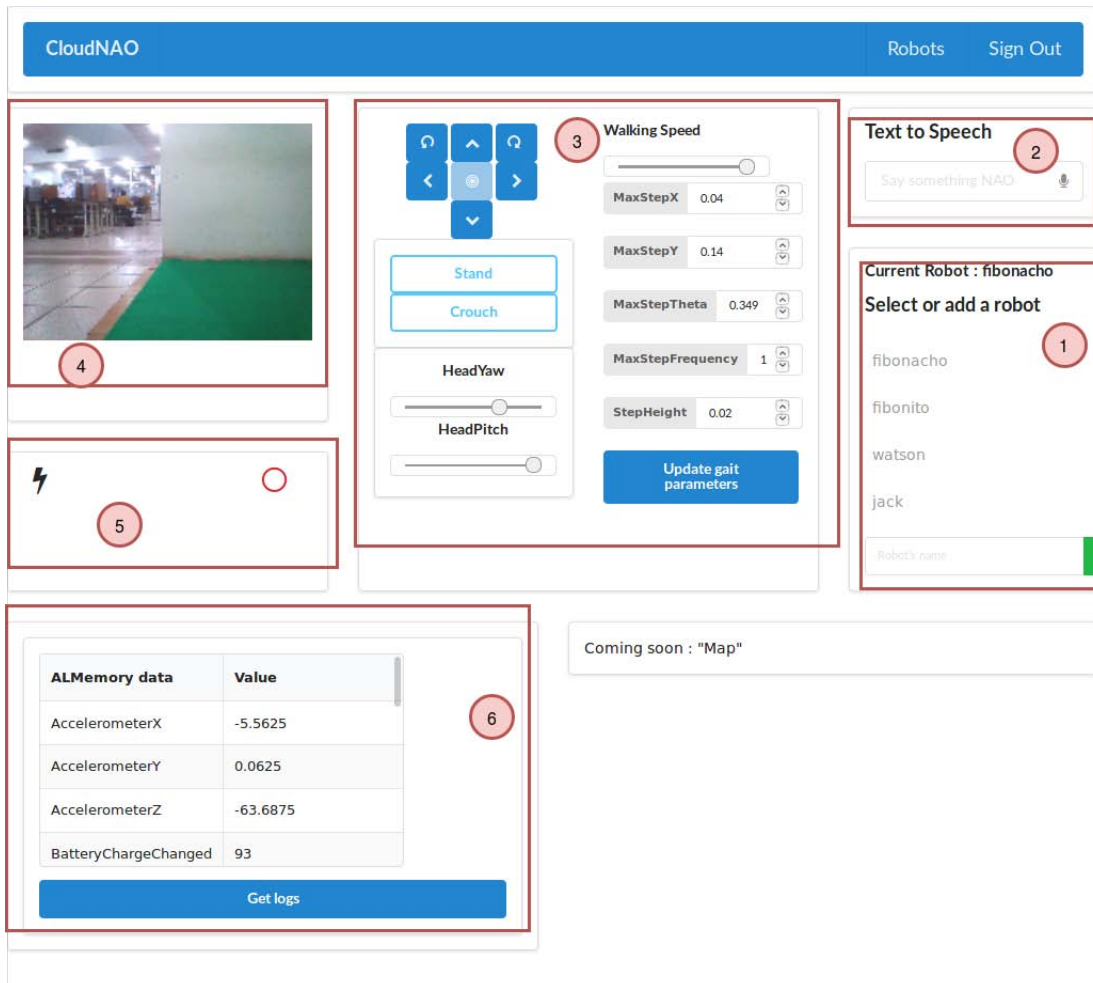 CloudNAO
Robots
Sign Out
4
3
Walking Speed
MaxStepX 0.04
MaxStepY 0.14
MaxStepTheta 0.349
MaxStepFrequency 1
StepHeight 0.02
Update gait
parameters
Stand
Crouch
HeadYaw
HeadPitch
Text to Speech
2
Say something NAO
Current Robot : fibonacho
Select or add a robot
1
fibonacho
fibonito
watson
jack
Robot's name
5
ALMemory data Value
AccelerometerX -5.5625
AccelerometerY 0.0625
AccelerometerZ -63.6875
BatteryChargeChanged 93
6
Get logs
Coming soon : "Map"